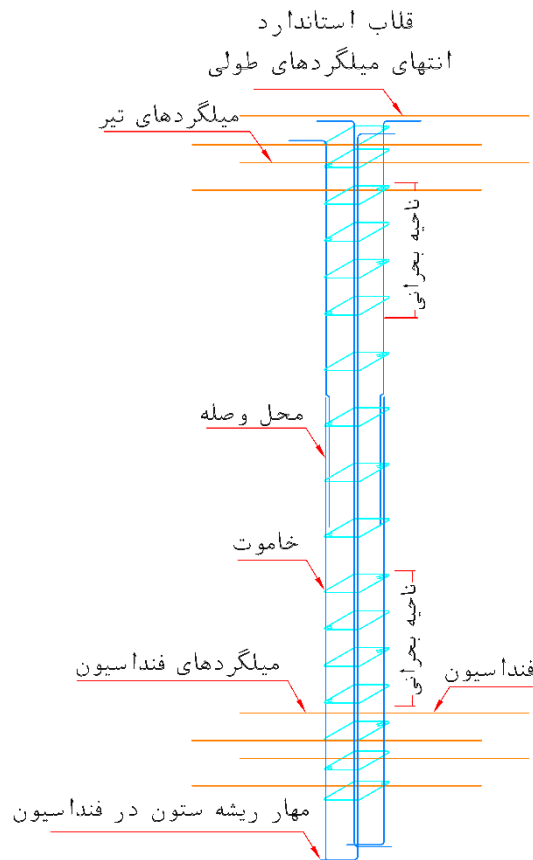 قلاب استاندارد
انتهای میلگردهای طولی
میلگردهای تیر
ناحیه بحرانی
محل وصله
خاموت
ناحیه بحرانی
میلگردهای فنداسیون
فنداسیون
مهار ریشه ستون در فنداسیون